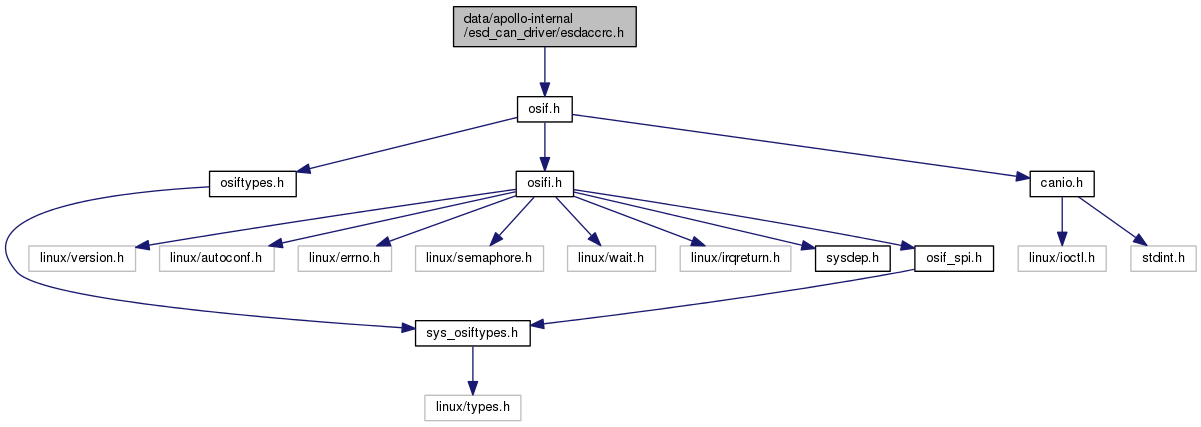 data/apollo-internal
/esd_can_driver/esdaccrc.h
osif.h
osiftypes.h
osifi.h
canio.h
linux/version.h
linux/autoconf.h
linux/errno.h
linux/semaphore.h
linux/wait.h
linux/irqreturn.h
sysdep.h
osif_spi.h
linux/ioctl.h
stdint.h
sys_osiftypes.h
linux/types.h